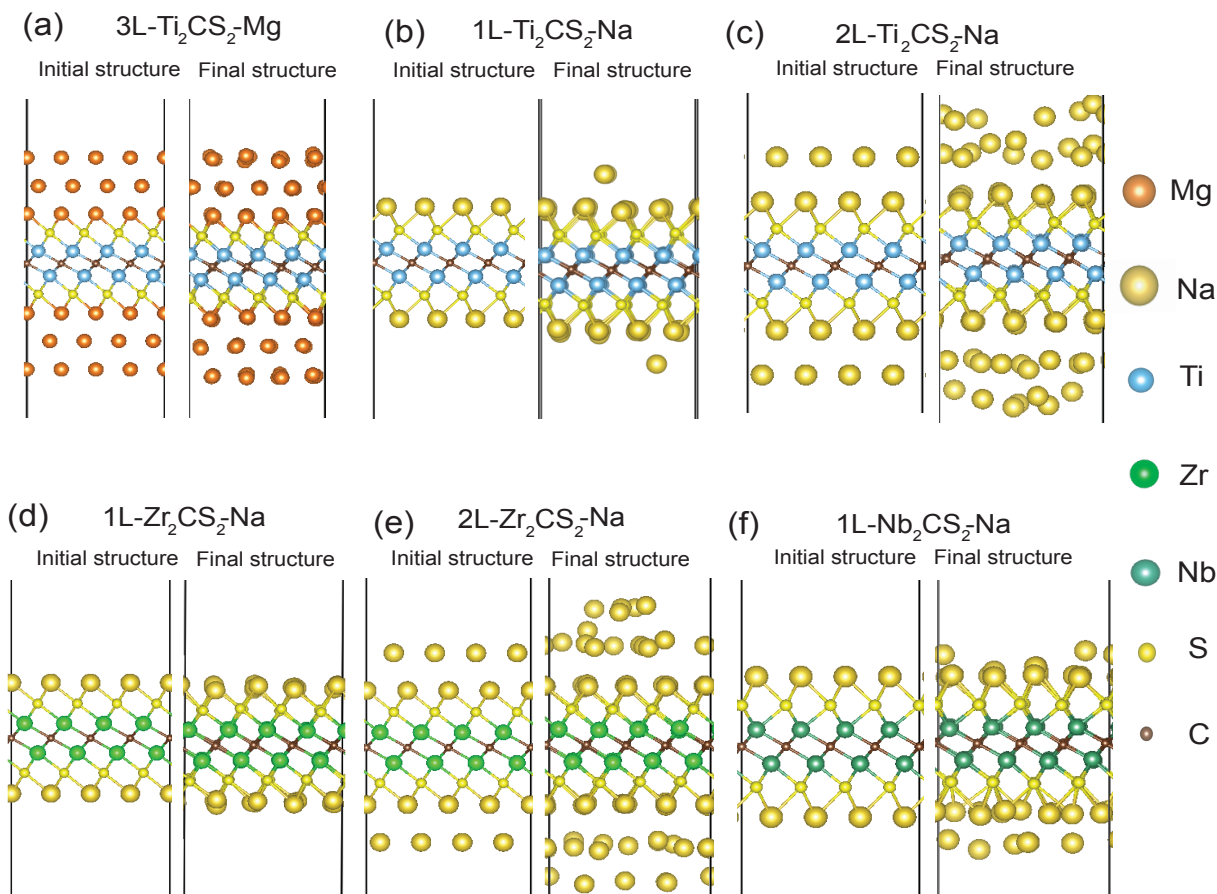 (a) 3L-Ti₂CS₂-Mg
Initial structure Final structure
(b) 1L-Ti₂CS₂-Na
Initial structure Final structure
(c) 2L-Ti₂CS₂-Na
Initial structure Final structure
Mg
Na
Ti
Zr
Nb
S
C
(d) 1L-Zr₂CS₂-Na
Initial structure Final structure
(e) 2L-Zr₂CS₂-Na
Initial structure Final structure
(f) 1L-Nb₂CS₂-Na
Initial structure Final structure